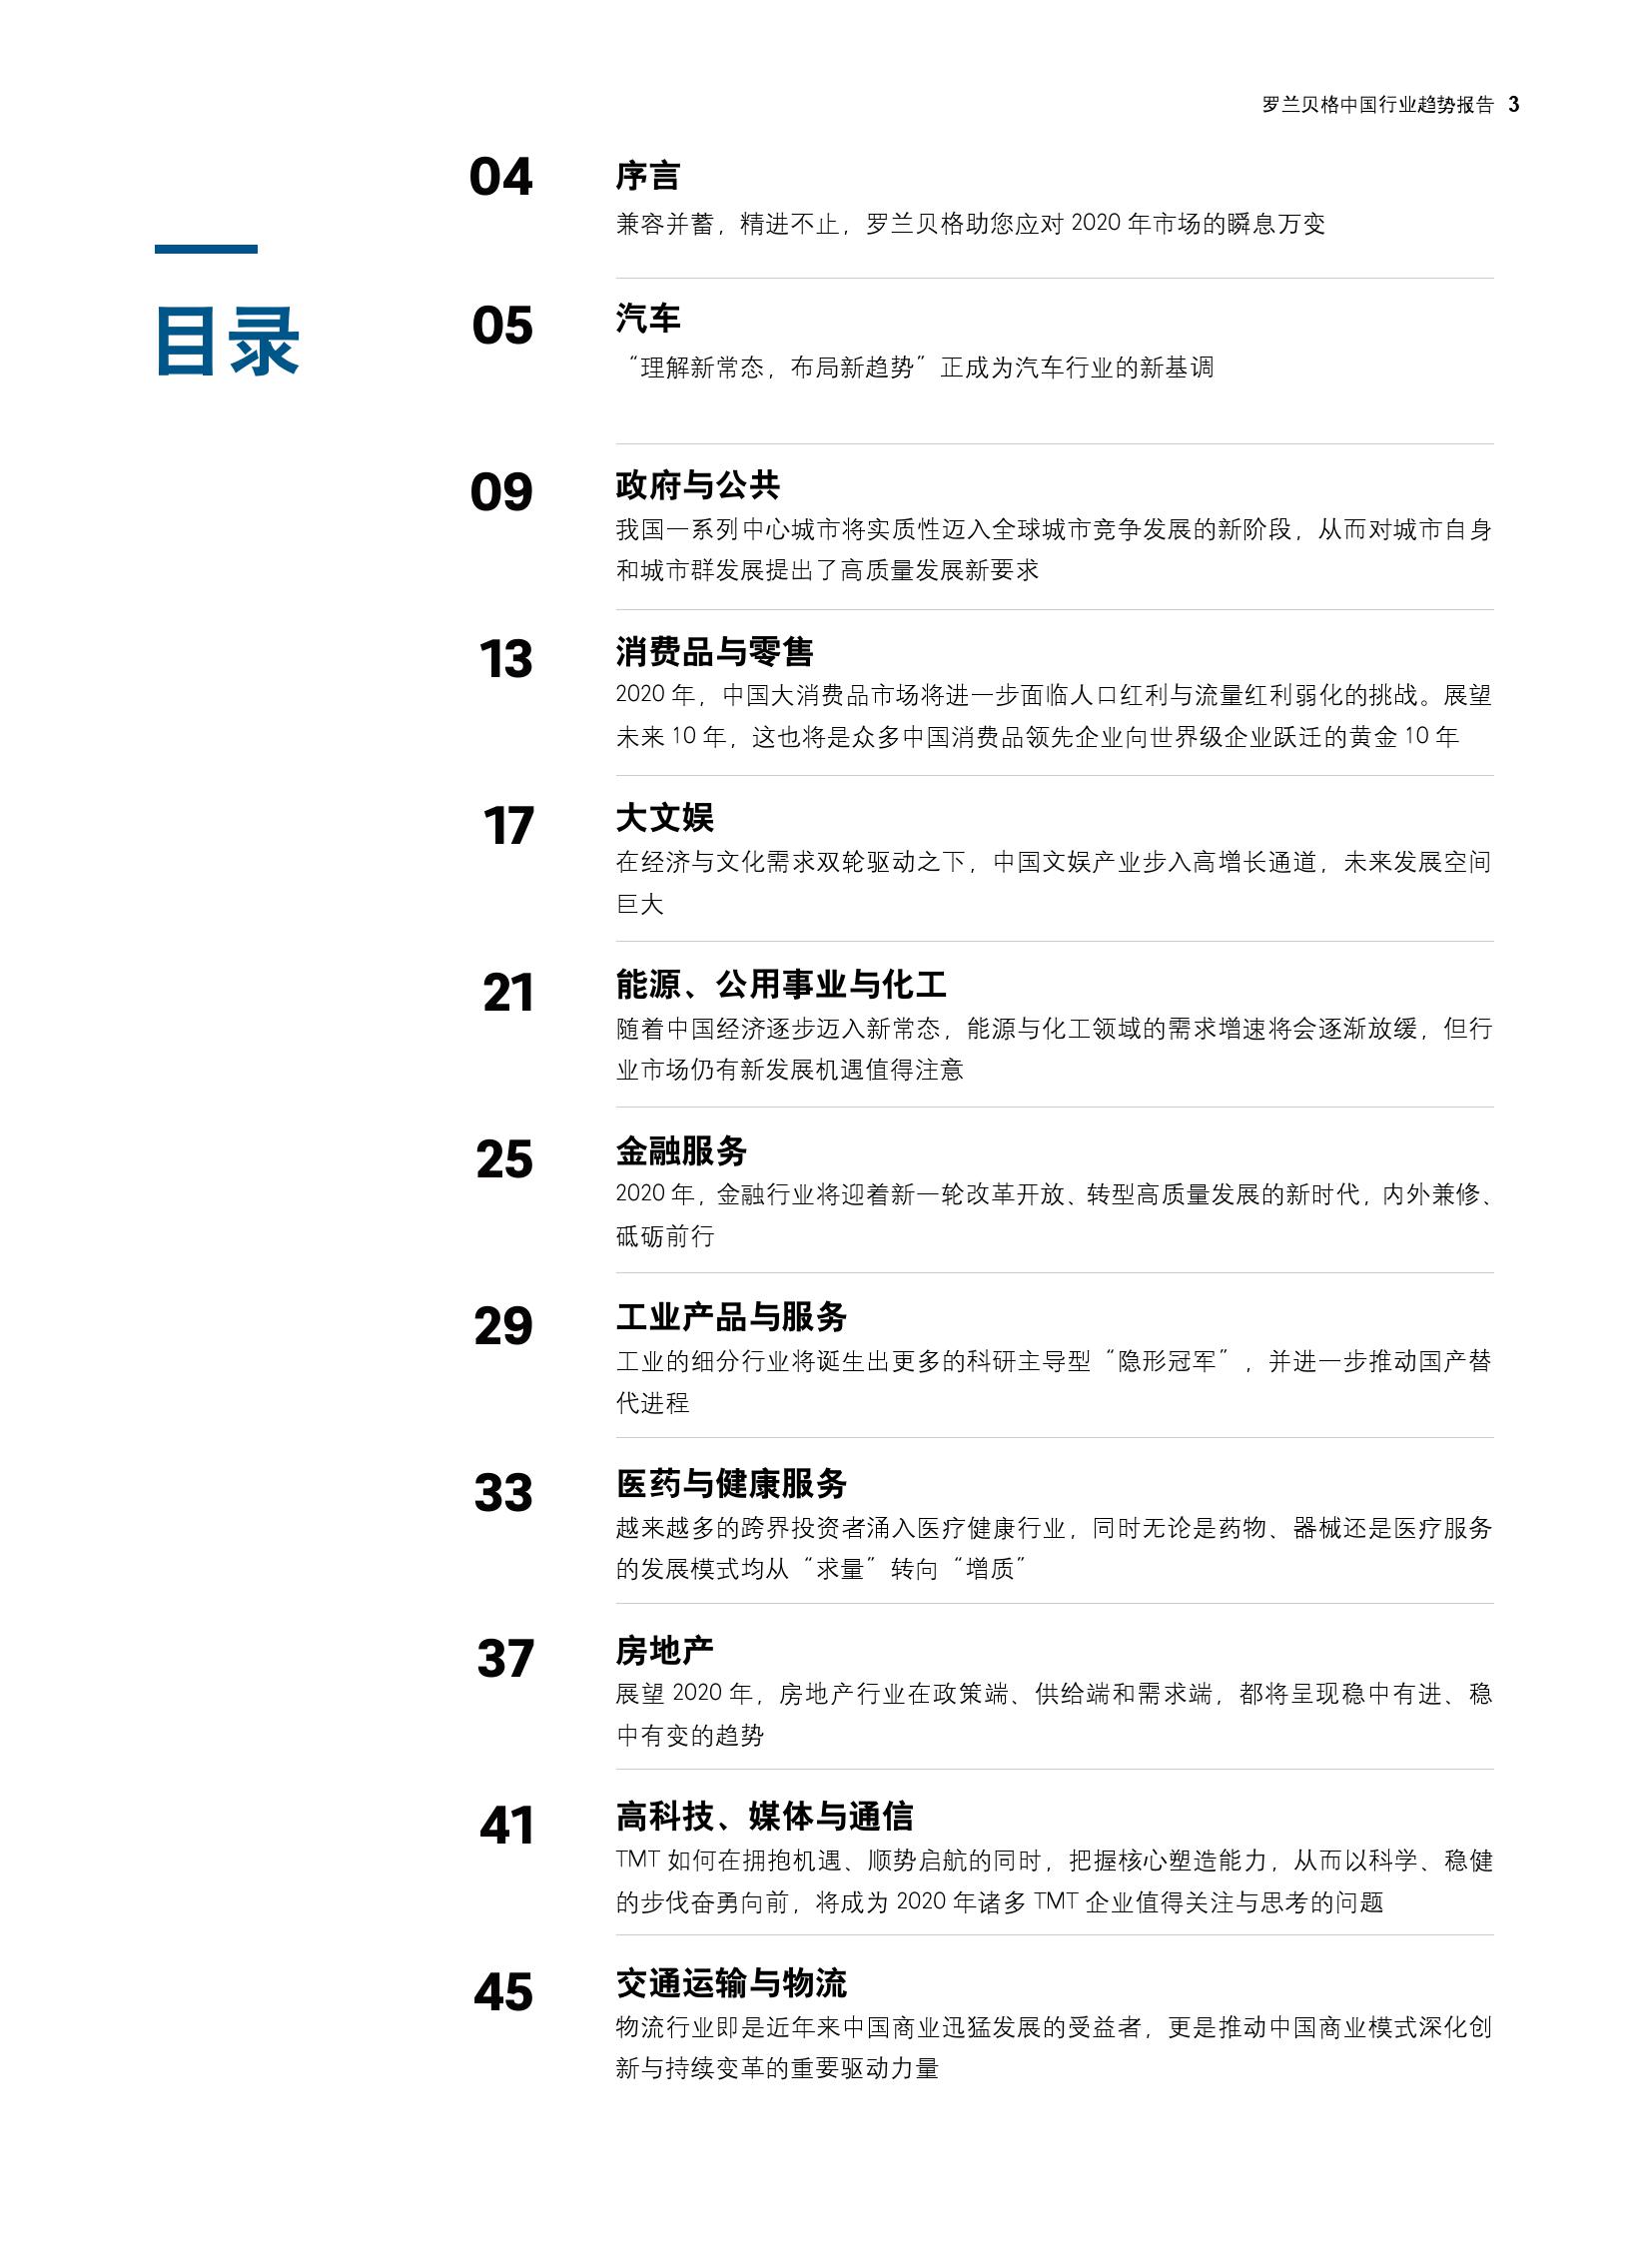 罗兰贝格中国行业趋势报告 3
目录
04 序言
兼容并蓄，精进不止，罗兰贝格助您应对 2020 年市场的瞬息万变
05 汽车
“理解新常态，布局新趋势”正成为汽车行业的新基调
09 政府与公共
我国一系列中心城市将实质性迈入全球城市竞争发展的新阶段，从而对城市自身
和城市群发展提出了高质量发展新要求
13 消费品与零售
2020 年，中国大消费品市场将进一步面临人口红利与流量红利弱化的挑战。展望
未来 10 年，这也将是众多中国消费品领先企业向世界级企业跃迁的黄金 10 年
17 大文娱
在经济与文化需求双轮驱动之下，中国文娱产业步入高增长通道，未来发展空间
巨大
21 能源、公用事业与化工
随着中国经济逐步迈入新常态，能源与化工领域的需求增速将会逐渐放缓，但行
业市场仍有新发展机遇值得注意
25 金融服务
2020 年，金融行业将迎着新一轮改革开放、转型高质量发展的新时代，内外兼修、
砥砺前行
29 工业产品与服务
工业的细分行业将诞生出更多的科研主导型“隐形冠军”，并进一步推动国产替
代进程
33 医药与健康服务
越来越多的跨界投资者涌入医疗健康行业，同时无论是药物、器械还是医疗服务
的发展模式均从“求量”转向“增质”
37 房地产
展望 2020 年，房地产行业在政策端、供给端和需求端，都将呈现稳中有进、稳
中有变的趋势
41 高科技、媒体与通信
TMT 如何在拥抱机遇、顺势启航的同时，把握核心塑造能力，从而以科学、稳健
的步伐奋勇向前，将成为 2020 年诸多 TMT 企业值得关注与思考的问题
45 交通运输与物流
物流行业即是近年来中国商业迅猛发展的受益者，更是推动中国商业模式深化创
新与持续变革的重要驱动力量